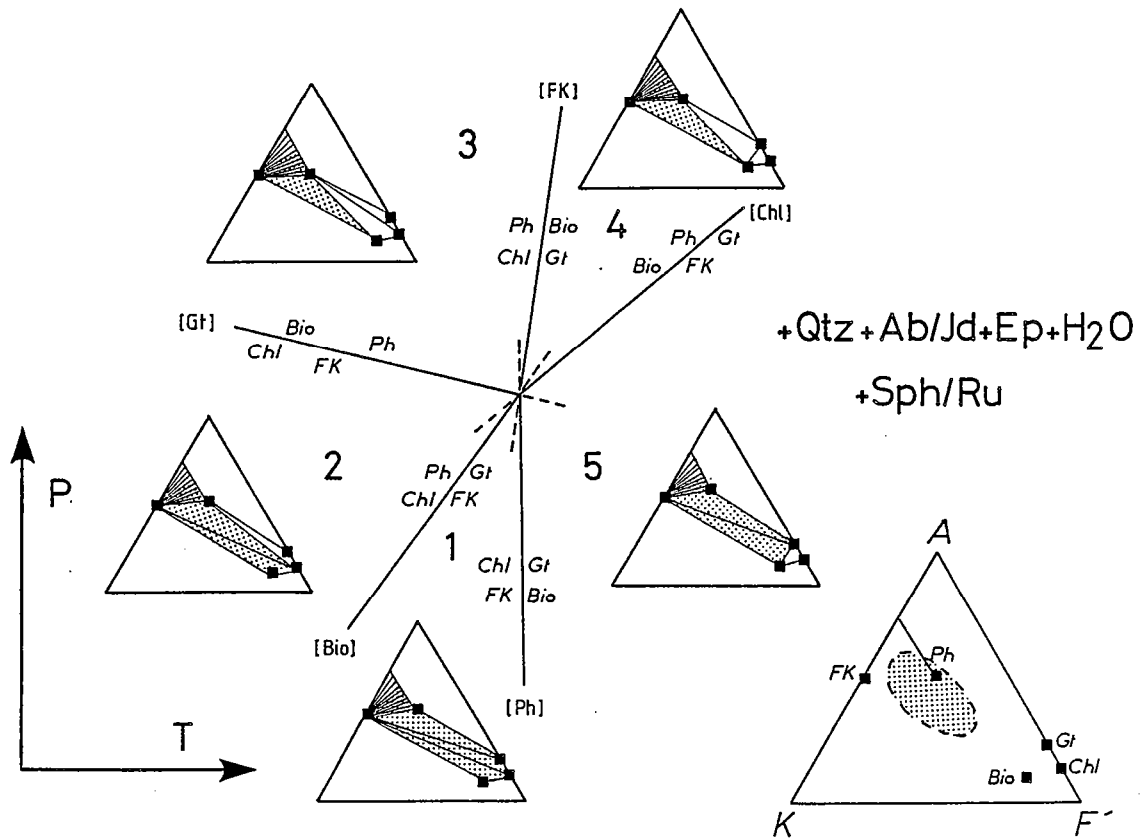 [FK]
3
[Chl]
Ph Bio
4
Chl Gt
Ph Gt
Bio FK
[Gt]
Bio
Ph
Chl
FK
+Qtz+Ab/Jd+Ep+H2O
+Sph/Ru
P
2
5
Ph Gt
Chl FK
1
Chl Gt
FK Bio
[Bio]
[Ph]
T
A
FK
Ph
Gt
Chl
Bio
K
F´